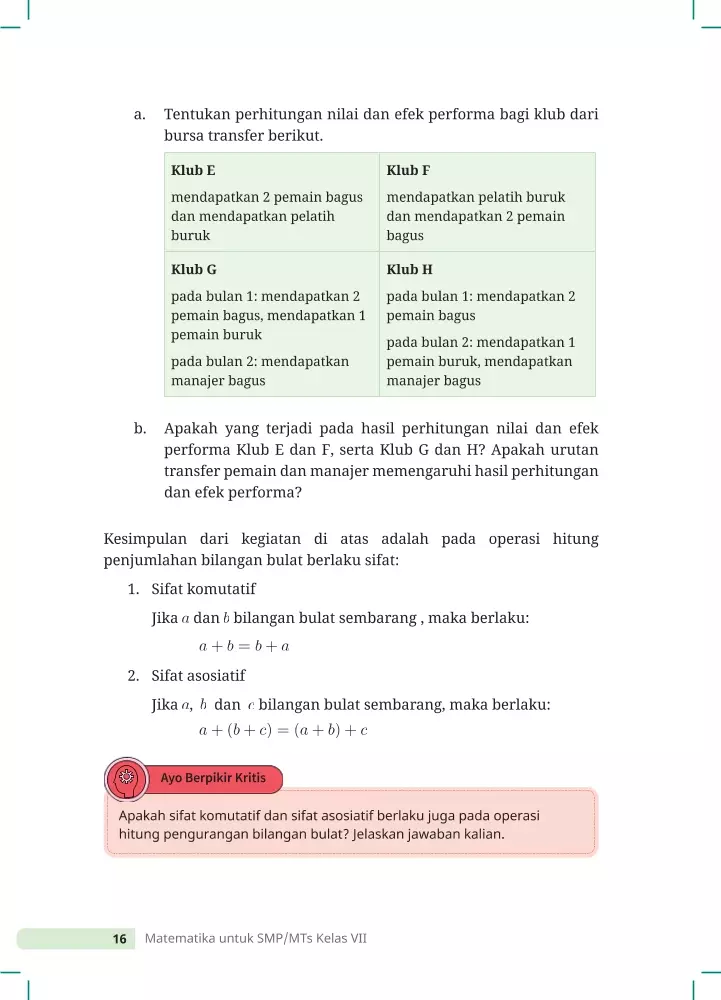 a. Tentukan perhitungan nilai dan efek performa bagi klub dari
bursa transfer berikut.
Klub E
mendapatkan 2 pemain bagus
dan mendapatkan pelatih
buruk
Klub F
mendapatkan pelatih buruk
dan mendapatkan 2 pemain
bagus
Klub G
pada bulan 1: mendapatkan 2
pemain bagus, mendapatkan 1
pemain buruk
pada bulan 2: mendapatkan
manajer bagus
Klub H
pada bulan 1: mendapatkan 2
pemain bagus
pada bulan 2: mendapatkan 1
pemain buruk, mendapatkan
manajer bagus
b. Apakah yang terjadi pada hasil perhitungan nilai dan efek
performa Klub E dan F, serta Klub G dan H? Apakah urutan
transfer pemain dan manajer memengaruhi hasil perhitungan
dan efek performa?
Kesimpulan dari kegiatan di atas adalah pada operasi hitung
penjumlahan bilangan bulat berlaku sifat:
1. Sifat komutatif
Jika a dan b bilangan bulat sembarang , maka berlaku:
a + b = b + a
2. Sifat asosiatif
Jika a, b dan c bilangan bulat sembarang, maka berlaku:
a + (b + c) = (a + b) + c
Ayo Berpikir Kritis
Apakah sifat komutatif dan sifat asosiatif berlaku juga pada operasi
hitung pengurangan bilangan bulat? Jelaskan jawaban kalian.
16 Matematika untuk SMP/MTs Kelas VII